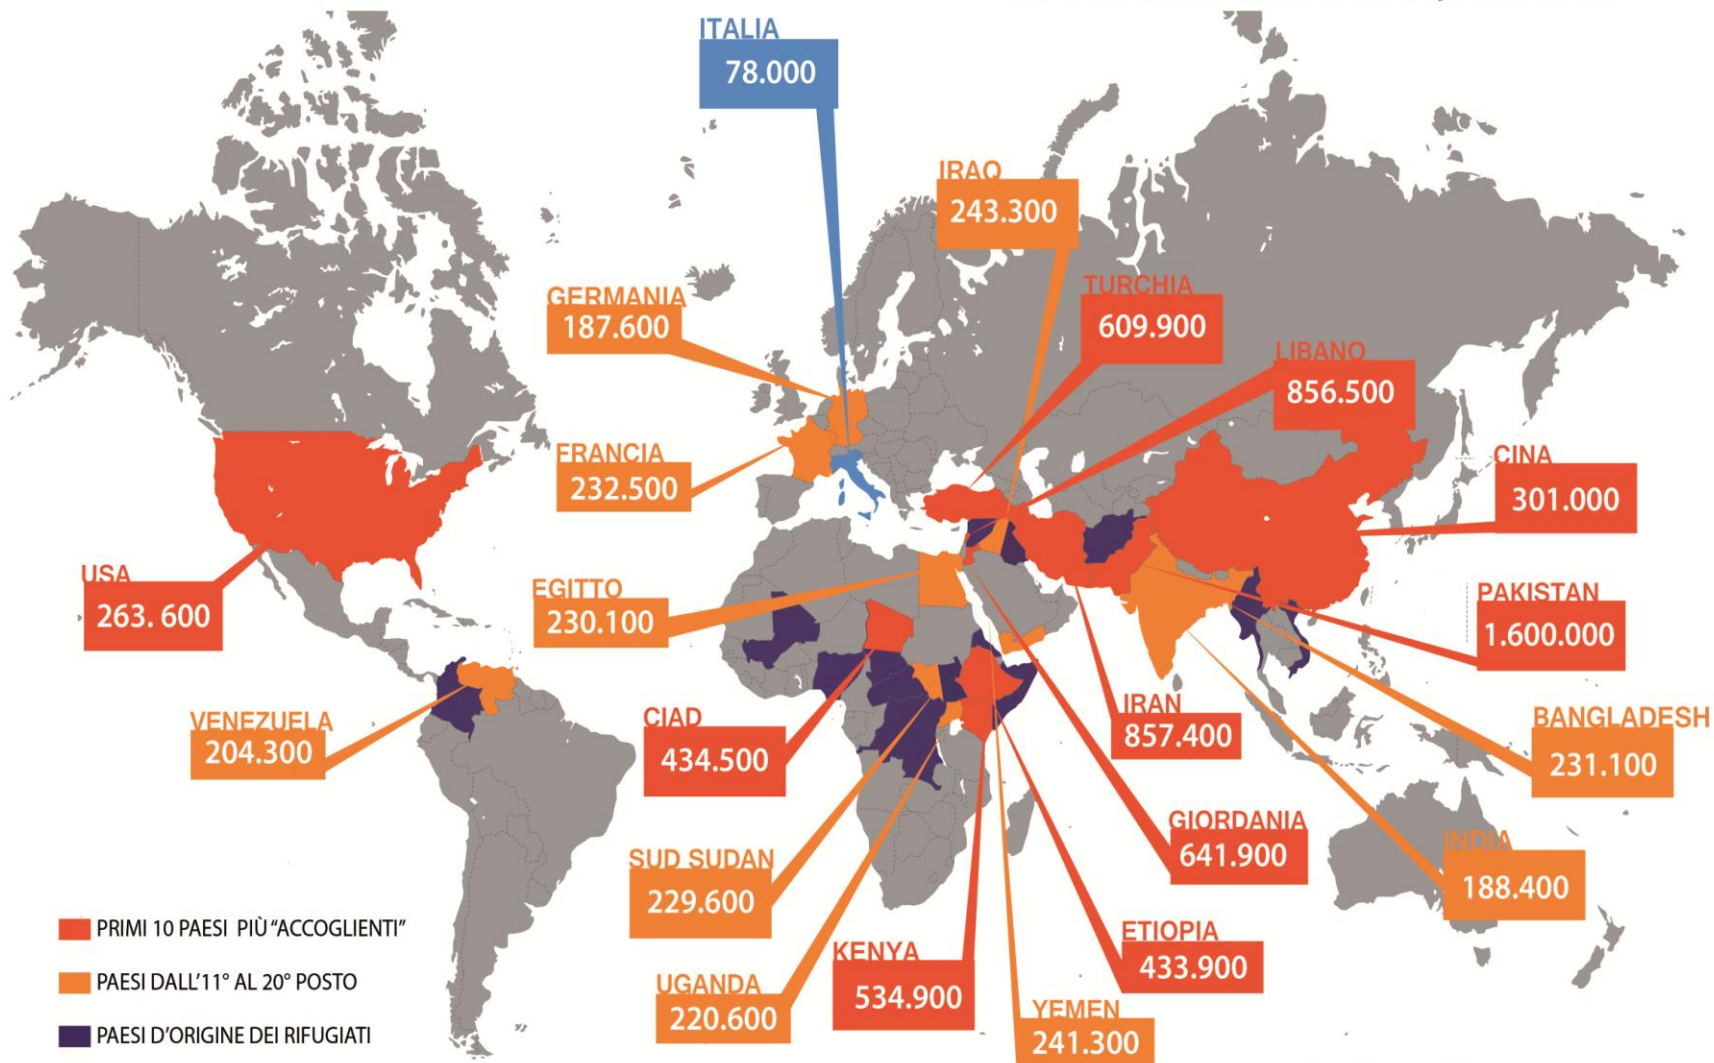 ITALIA
78.000
IRAQ
243.300
GERMANIA
187.600
TURCHIA
609.900
LIBANO
856.500
FRANCIA
232.500
CINA
301.000
USA
263. 600
EGITTO
230.100
PAKISTAN
1.600.000
VENEZUELA
204.300
CIAD
434.500
IRAN
857.400
BANGLADESH
231.100
GIORDANIA
641.900
INDIA
188.400
SUD SUDAN
229.600
ETIOPIA
433.900
KENYA
534.900
UGANDA
220.600
YEMEN
241.300
PRIMI 10 PAESI PIÙ “ACCOGLIENTI”
PAESI DALL’11° AL 20° POSTO
PAESI D’ORIGINE DEI RIFUGIATI